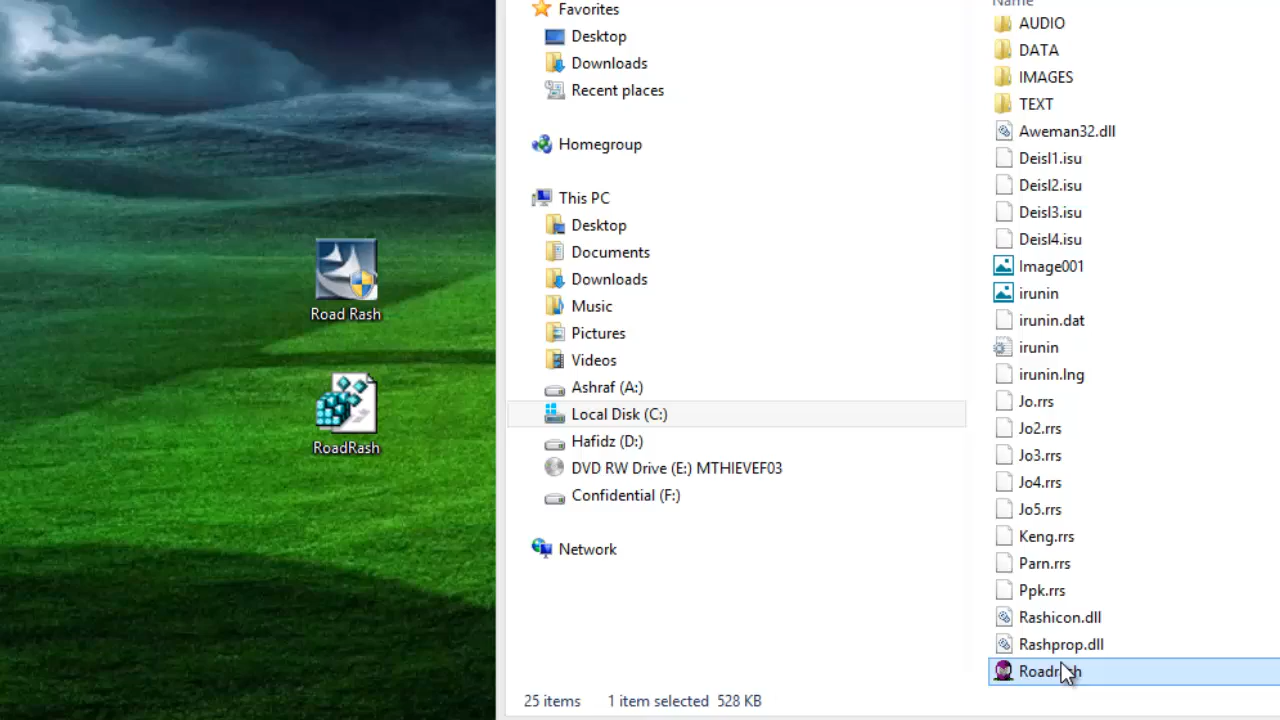 Road Rash
RoadRash
Favorites
Desktop
Downloads
Recent places
Homegroup
This PC
Desktop
Documents
Downloads
Music
Pictures
Videos
Ashraf (A:)
Local Disk (C:)
Hafidz (D:)
DVD RW Drive (E:) MTHIEVEF03
Confidential (F:)
Network
Name
AUDIO
DATA
IMAGES
TEXT
Aweman32.dll
Deisl1.isu
Deisl2.isu
Deisl3.isu
Deisl4.isu
Image001
irunin
irunin.dat
irunin
irunin.lng
Jo.rrs
Jo2.rrs
Jo3.rrs
Jo4.rrs
Jo5.rrs
Keng.rrs
Parn.rrs
Ppk.rrs
Rashicon.dll
Rashprop.dll
Roadrash
25 items 1 item selected 528 KB